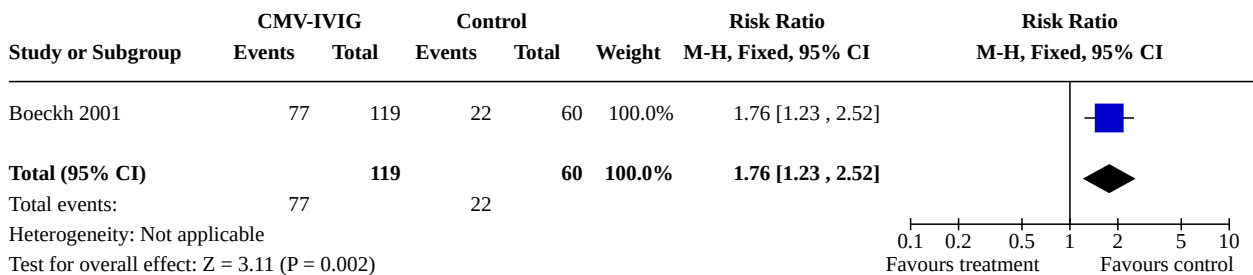 CMV-IVIG Control Risk Ratio Risk Ratio
Study or Subgroup Events Total Events Total Weight M-H, Fixed, 95% CI M-H, Fixed, 95% CI
Boeckh 2001 77 119 22 60 100.0% 1.76 [1.23 , 2.52]
Total (95% CI) 119 60 100.0% 1.76 [1.23 , 2.52]
Total events: 77 22
Heterogeneity: Not applicable 0.1 0.2 0.5 1 2 5 10
Test for overall effect: Z = 3.11 (P = 0.002) Favours treatment Favours control